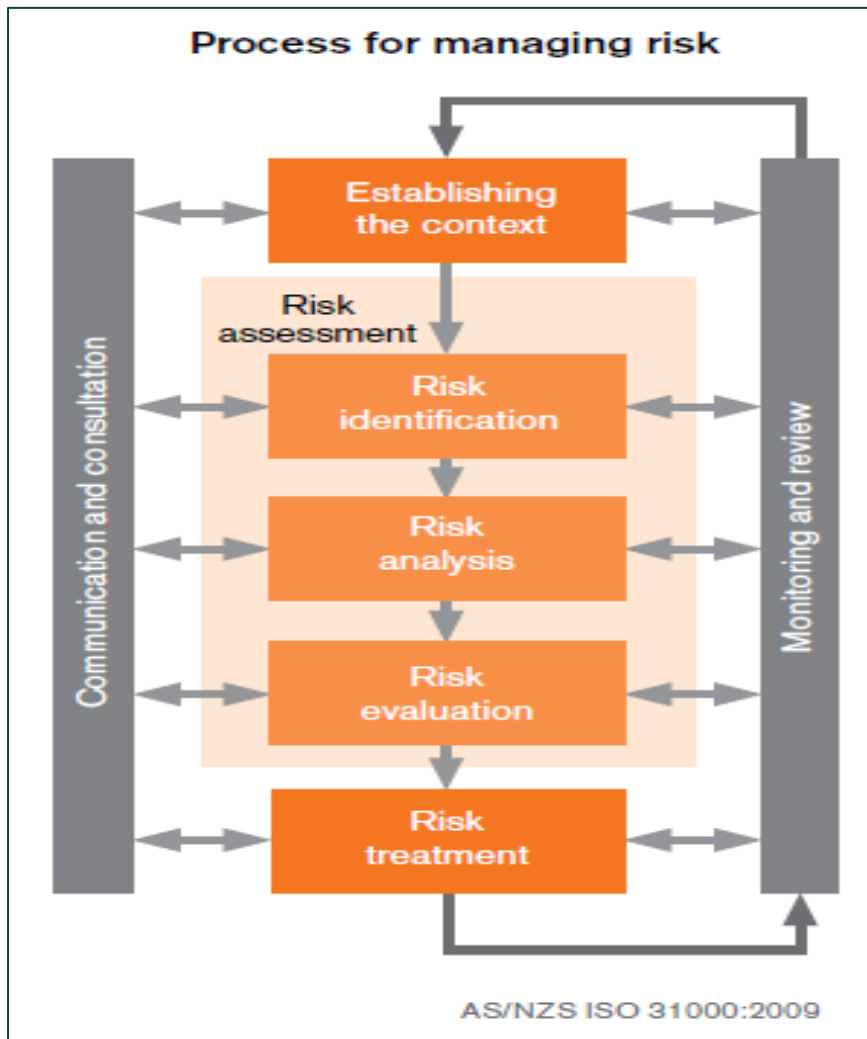 Process for managing risk
Establishing
the context
Risk
assessment
Risk
identification
Risk
analysis
Risk
evaluation
Risk
treatment
Communication and consultation
Monitoring and review
AS/NZS ISO 31000:2009